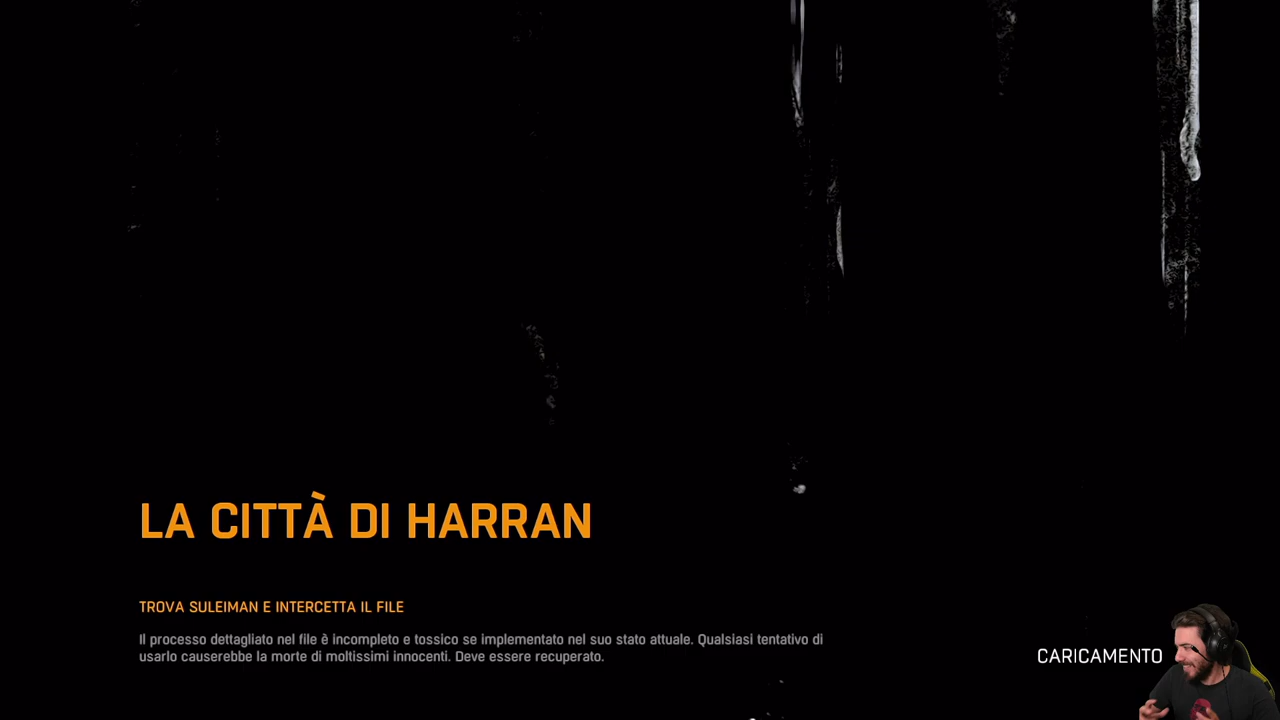 LA CITTÀ DI HARRAN
TROVA SULEIMAN E INTERCETTA IL FILE
Il processo dettagliato nel file è incompleto e tossico se implementato nel suo stato attuale. Qualsiasi tentativo di
usarlo causerebbe la morte di moltissimi innocenti. Deve essere recuperato.
CARICAMENTO